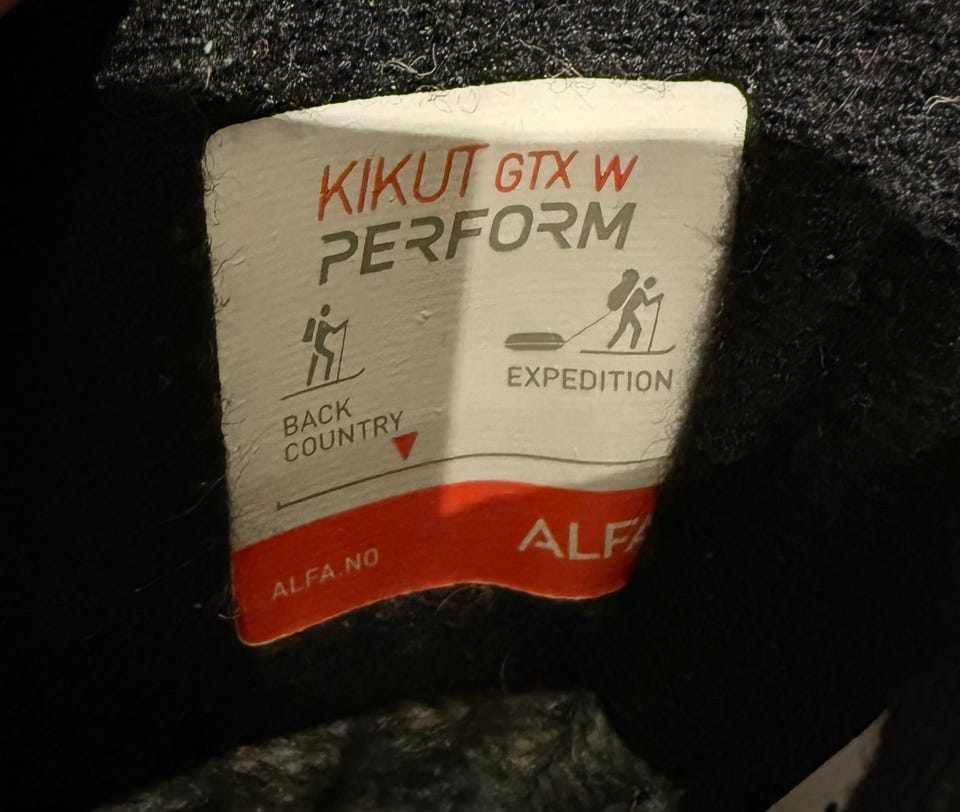 KIKUT GTX W
PERFORM
BACK
COUNTRY
EXPEDITION
ALFA.NO
ALFA